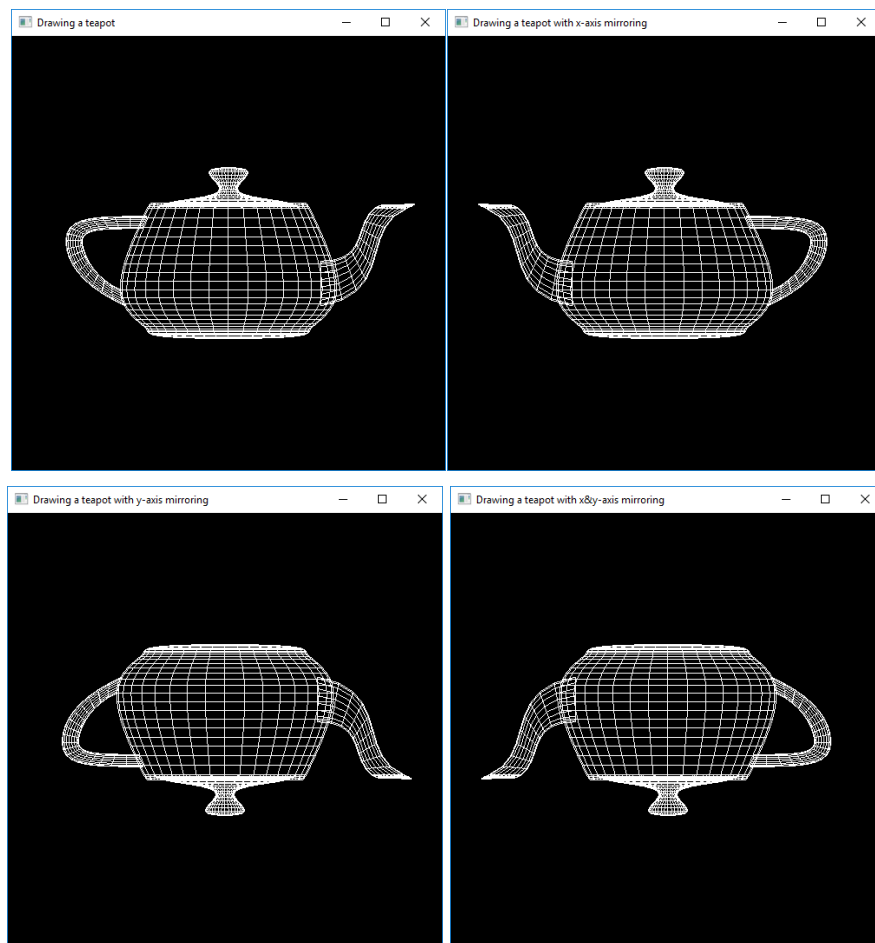 Drawing a teapot
Drawing a teapot with x-axis mirroring
Drawing a teapot with y-axis mirroring
Drawing a teapot with x&y-axis mirroring